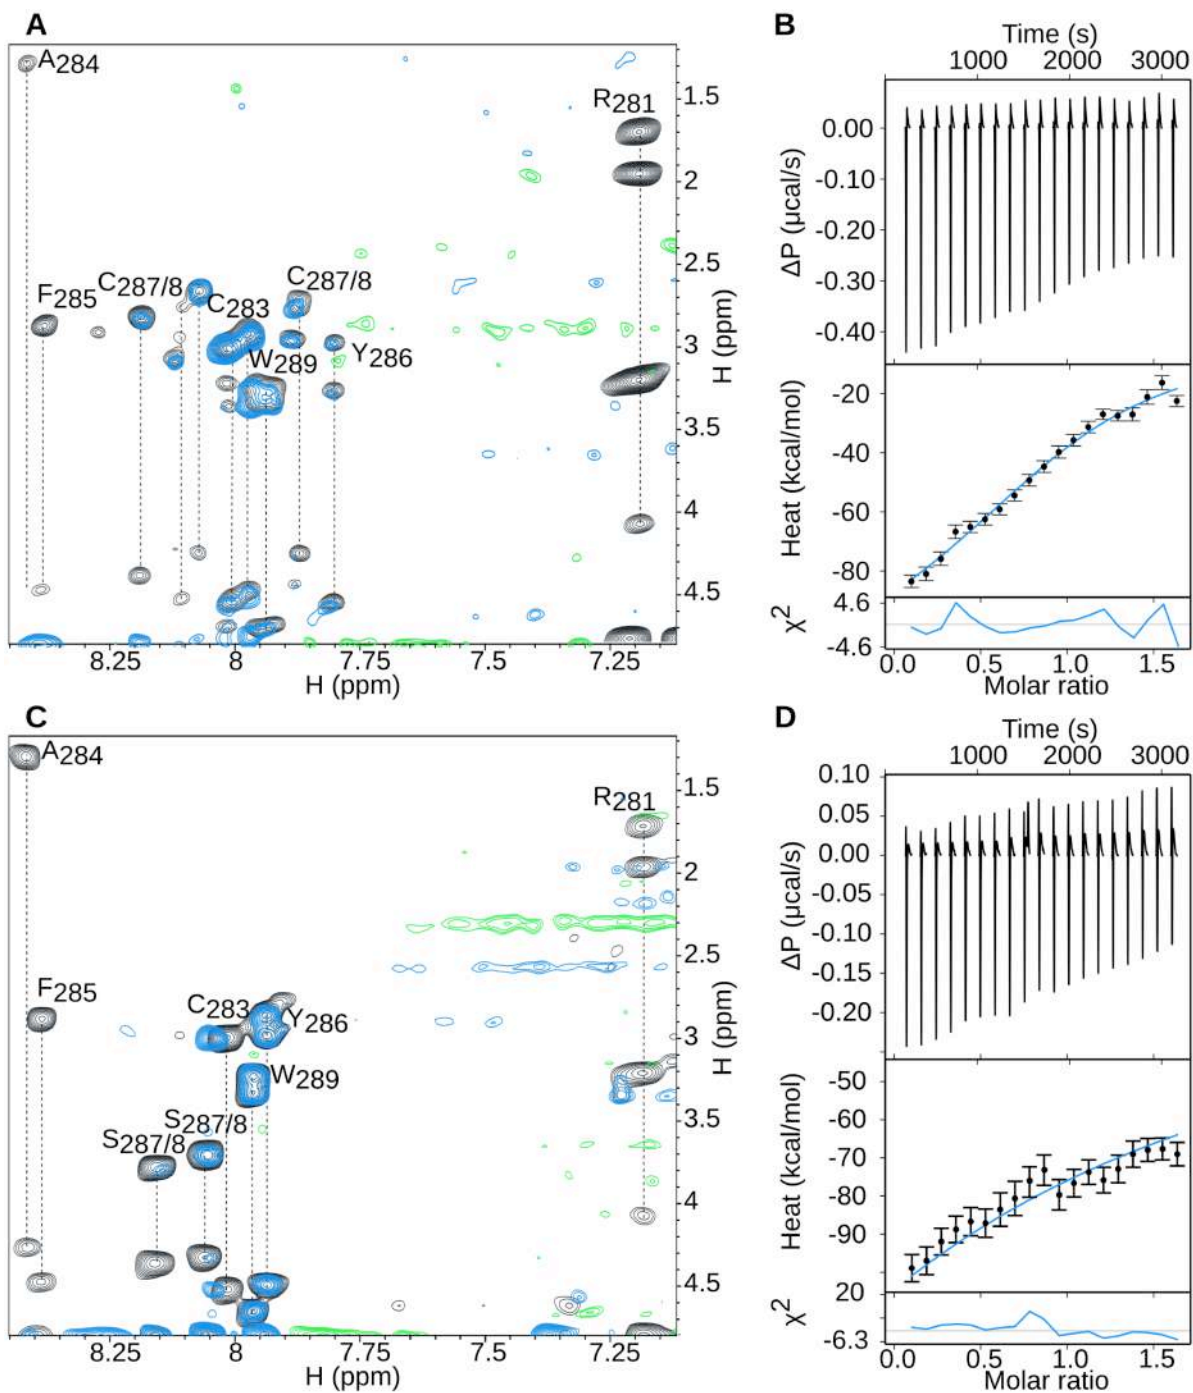 A
A284
R281
F285
C287/8
C283
C287/8
W289
Y286
1.5
2
2.5
3
3.5
4
4.5
H (ppm)
8.25
8
7.75
7.5
7.25
H (ppm)
B
Time (s)
1000
2000
3000
0.00
-0.10
-0.20
-0.30
-0.40
ΔP (µcal/s)
-20
-40
-60
-80
Heat (kcal/mol)
4.6
-4.6
χ2
0.0
0.5
1.0
1.5
Molar ratio
C
A284
R281
F285
C283
Y286
W289
S287/8
S287/8
1.5
2
2.5
3
3.5
4
4.5
H (ppm)
8.25
8
7.75
7.5
7.25
H (ppm)
D
Time (s)
1000
2000
3000
0.10
0.05
0.00
-0.05
-0.10
-0.15
-0.20
ΔP (µcal/s)
-50
-60
-70
-80
-90
Heat (kcal/mol)
20
-6.3
χ2
0.0
0.5
1.0
1.5
Molar ratio